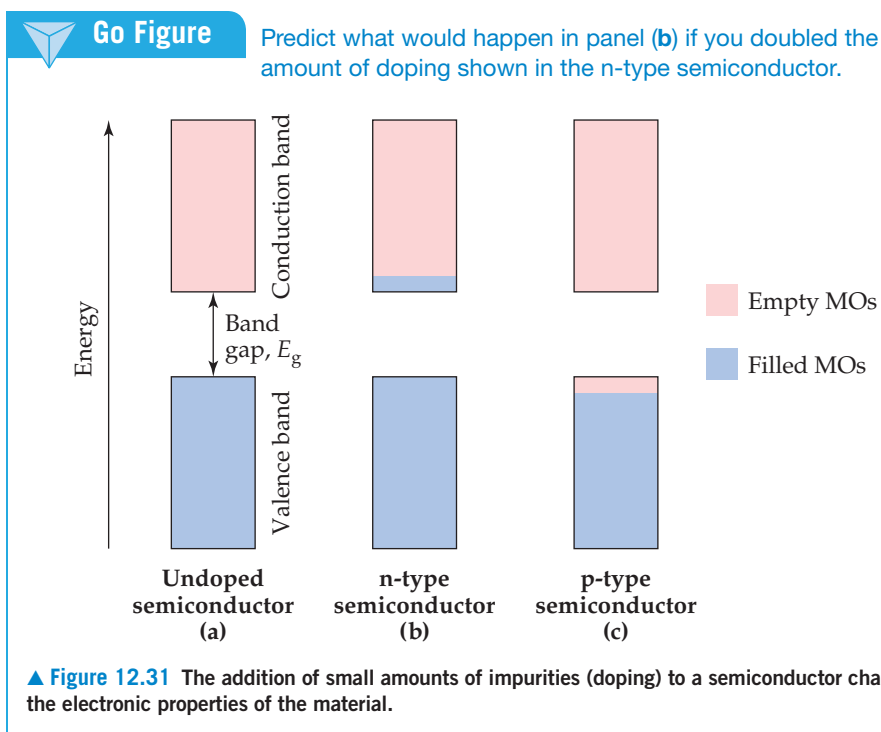 Go Figure
Predict what would happen in panel (b) if you doubled the
amount of doping shown in the n-type semiconductor.
Energy
Conduction band
Band
gap, Eg
Valence band
Empty MOs
Filled MOs
Undoped
semiconductor
(a)
n-type
semiconductor
(b)
p-type
semiconductor
(c)
▲ Figure 12.31 The addition of small amounts of impurities (doping) to a semiconductor cha
the electronic properties of the material.